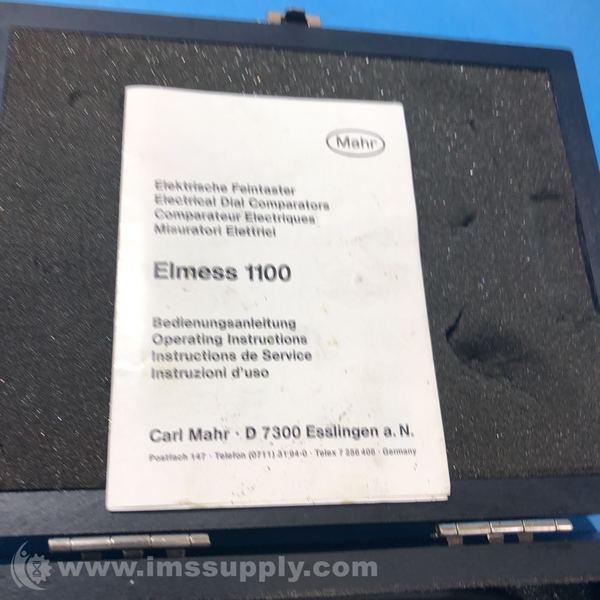 Mahr
Elektrische Feintaster
Electrical Dial Comparators
Comparateur Electriques
Misuratori Elettrici
Elmess 1100
Bedienungsanleitung
Operating Instructions
Instructions de Service
Instruzioni d'uso
Carl Mahr · D 7300 Esslingen a. N.
Postfach 147 · Telefon (0711) 31 94-0 · Telex 7 256 406 · Germany
www.imssupply.com